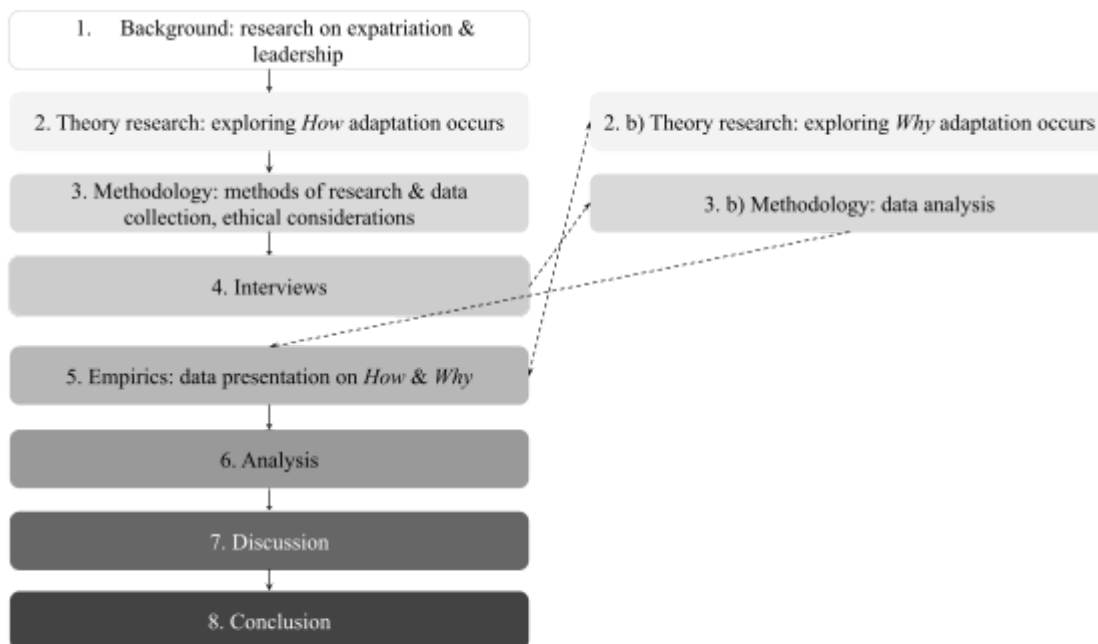 1. Background: research on expatriation &
leadership
2. Theory research: exploring How adaptation occurs
2. b) Theory research: exploring Why adaptation occurs
3. Methodology: methods of research & data
collection, ethical considerations
3. b) Methodology: data analysis
4. Interviews
5. Empirics: data presentation on How & Why
6. Analysis
7. Discussion
8. Conclusion